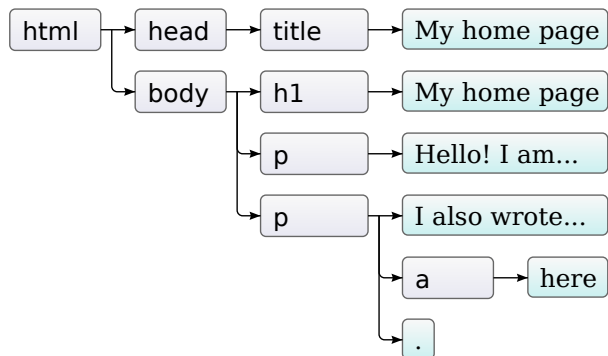 html head title My home page
body h1 My home page
p Hello! I am...
p I also wrote...
a here
.